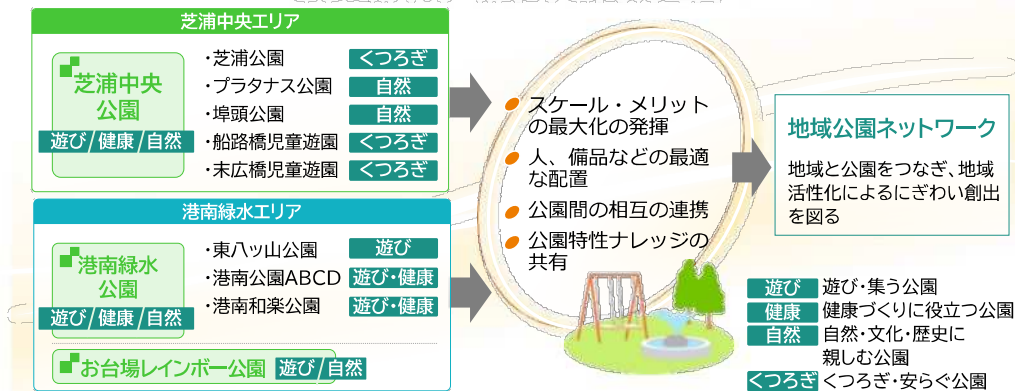 芝浦中央エリア
芝浦中央
公園
遊び/健康/自然
・芝浦公園 くつろぎ
・プラタナス公園 自然
・埠頭公園 自然
・船路橋児童遊園 くつろぎ
・末広橋児童遊園 くつろぎ
港南緑水エリア
港南緑水
公園
遊び/健康/自然
・東八ッ山公園 遊び
・港南公園ABCD 遊び・健康
・港南和楽公園 遊び・健康
お台場レインボー公園 遊び/自然
スケール・メリット
の最大化の発揮
人、備品などの最適
な配置
公園間の相互の連携
公園特性ナレッジの
共有
地域公園ネットワーク
地域と公園をつなぎ、地域
活性化によるにぎわい創出
を図る
遊び 遊び・集う公園
健康 健康づくりに役立つ公園
自然 自然・文化・歴史に
親しむ公園
くつろぎ くつろぎ・安らぐ公園